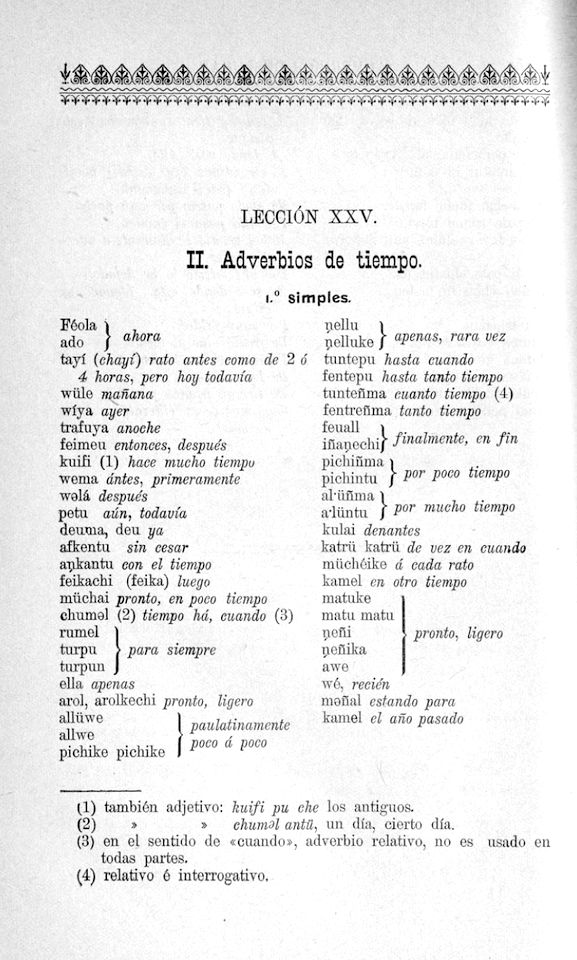 LECCIÓN XXV.
II. Adverbios de tiempo.
1.º simples.
Féola
ado
ahora
tayí (chayí) rato antes como de 2 ó
4 horas, pero hoy todavía
wüle mañana
wíya ayer
trafuya anoche
feimeu entonces, después
kuifi (1) hace mucho tiempo
wema ántes, primeramente
wəlá después
petu aún, todavía
deuma, deu ya
afkentu sin cesar
aṇkantu con el tiempo
feikachi (feika) luego
müchai pronto, en poco tiempo
chuməl (2) tiempo há, cuando (3)
rumel
turpu
turpun
para siempre
ella apenas
arol, arolkechi pronto, ligero
allüwe
allwe
pichike pichike
paulatinamente
poco á poco
ṇellu
ṇelluke
apenas, rara vez
tuntepu hasta cuando
fentepu hasta tanto tiempo
tunteñma cuanto tiempo (4)
fentreñma tanto tiempo
feuall
iñaṇechi
finalmente, en fin
pichiñma
pichintu
por poco tiempo
al·üñma
a·lüntu
por mucho tiempo
kulai denantes
katrü katrü de vez en cuando
müchéike á cada rato
kamel en otro tiempo
matuke
matu matu
ṇeñi
ṇeñika
awe
pronto, ligero
wé, recién
moñal estando para
kamel el año pasado
(1) también adjetivo: kuifi pu che los antiguos.
(2) » » chuməl antü, un día, cierto día.
(3) en el sentido de «cuando», adverbio relativo, no es usado en
todas partes.
(4) relativo é interrogativo.